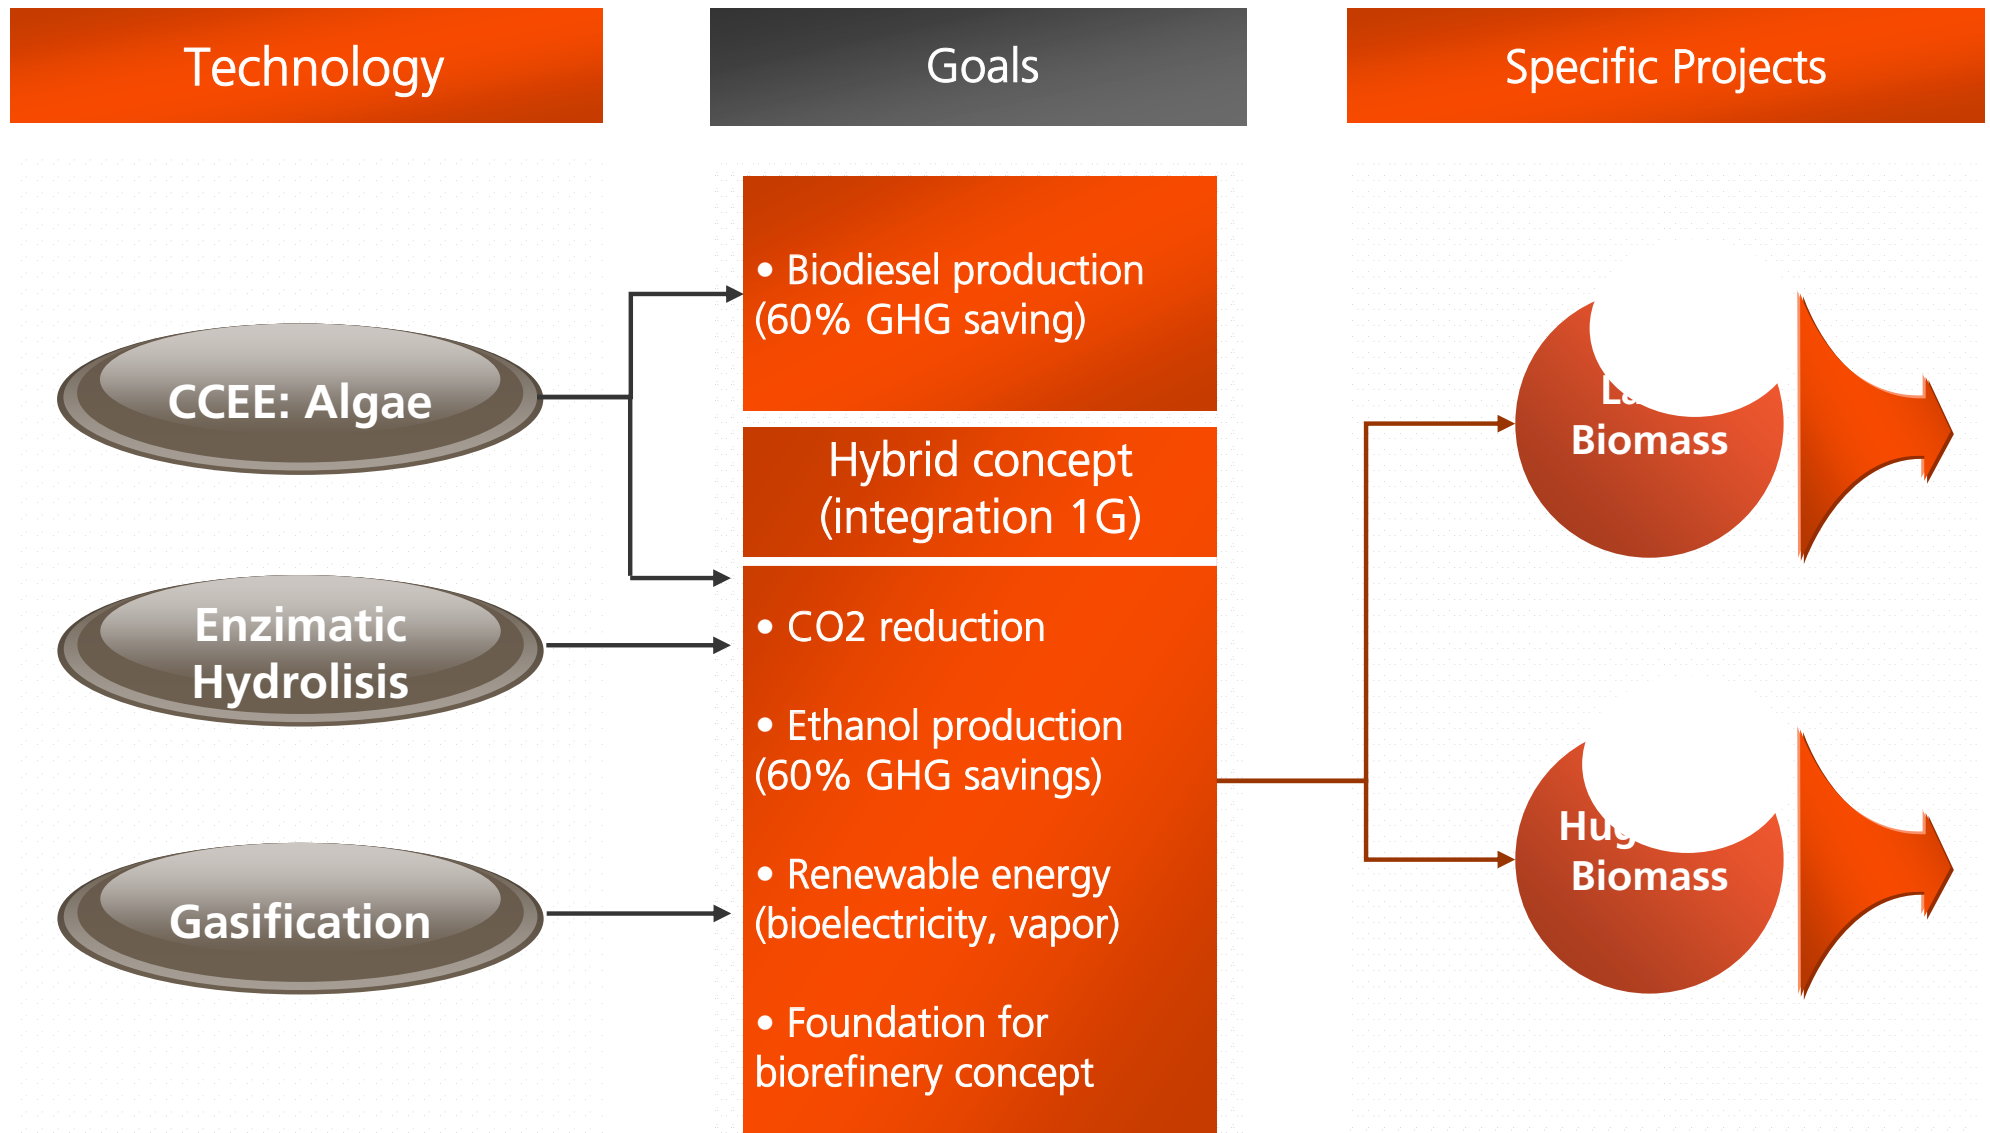 Technology
Goals
Specific Projects
CCEE: Algae
Enzimatic
Hydrolisis
Gasification
• Biodiesel production
(60% GHG saving)
Hybrid concept
(integration 1G)
• CO2 reduction
• Ethanol production
(60% GHG savings)
• Renewable energy
(bioelectricity, vapor)
• Foundation for
biorefinery concept
Biomass
Biomass